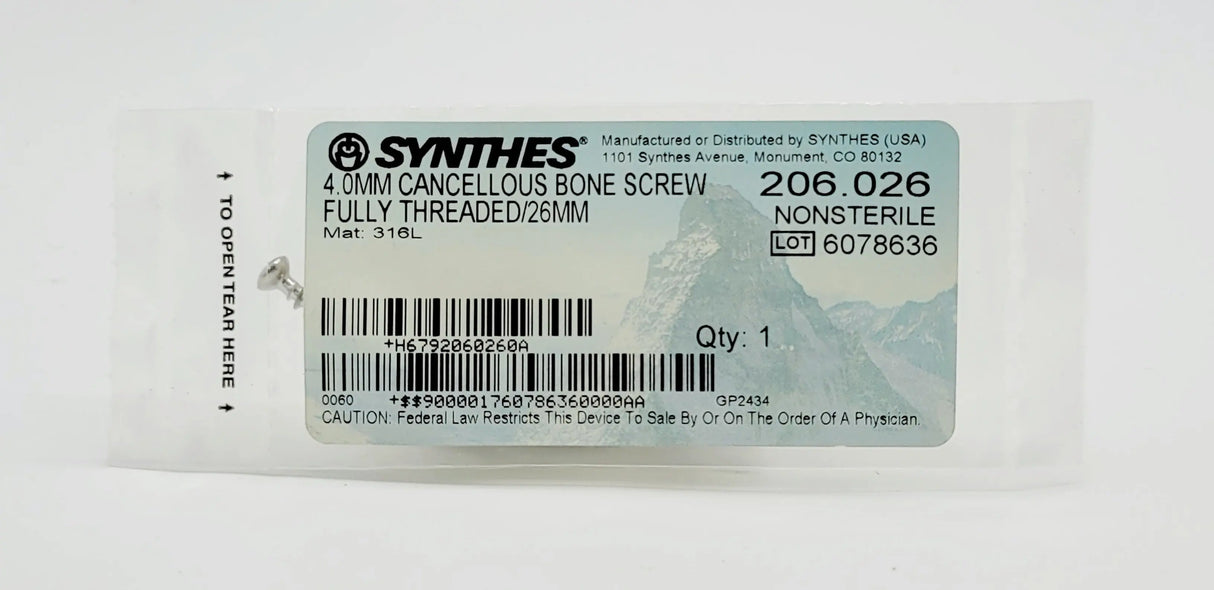 TO OPEN TEAR HERE
SYNTHES®
Manufactured or Distributed by SYNTHES (USA)
1101 Synthes Avenue, Monument, CO 80132
4.0MM CANCELLOUS BONE SCREW
FULLY THREADED/26MM
Mat: 316L
206.026
NONSTERILE
LOT 6078636
+H6792060260A
Qty: 1
0060 +$$900001760786360000AA GP2434
CAUTION: Federal Law Restricts This Device To Sale By Or On The Order Of A Physician.